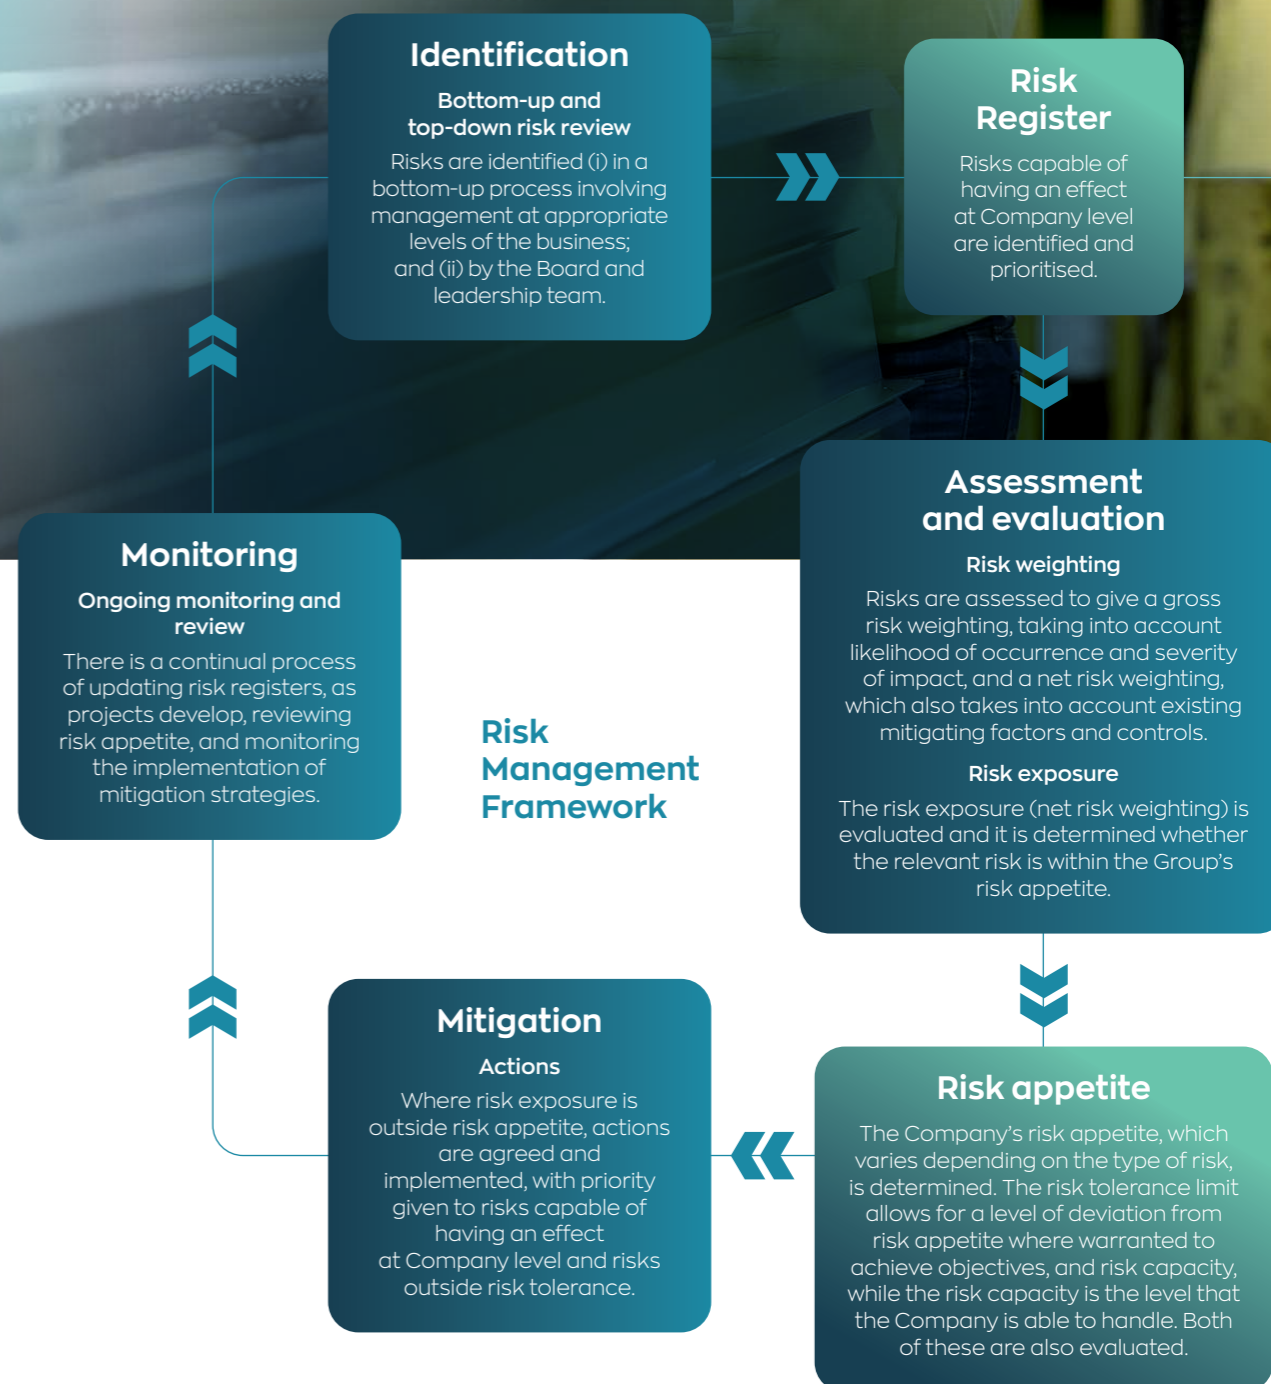 Identification
Bottom-up and
top-down risk review
Risks are identified (i) in a
bottom-up process involving
management at appropriate
levels of the business;
and (ii) by the Board and
leadership team.
Risk
Register
Risks capable of
having an effect
at Company level
are identified and
prioritised.
Assessment
and evaluation
Risk weighting
Risks are assessed to give a gross
risk weighting, taking into account
likelihood of occurrence and severity
of impact, and a net risk weighting,
which also takes into account existing
mitigating factors and controls.
Risk exposure
The risk exposure (net risk weighting) is
evaluated and it is determined whether
the relevant risk is within the Group's
risk appetite.
Monitoring
Ongoing monitoring and
review
There is a continual process
of updating risk registers, as
projects develop, reviewing
risk appetite, and monitoring
the implementation of
mitigation strategies.
Risk
Management
Framework
Mitigation
Actions
Where risk exposure is
outside risk appetite, actions
are agreed and
implemented, with priority
given to risks capable of
having an effect
at Company level and risks
outside risk tolerance.
Risk appetite
The Company's risk appetite, which
varies depending on the type of risk,
is determined. The risk tolerance limit
allows for a level of deviation from
risk appetite where warranted to
achieve objectives, and risk capacity,
while the risk capacity is the level that
the Company is able to handle. Both
of these are also evaluated.